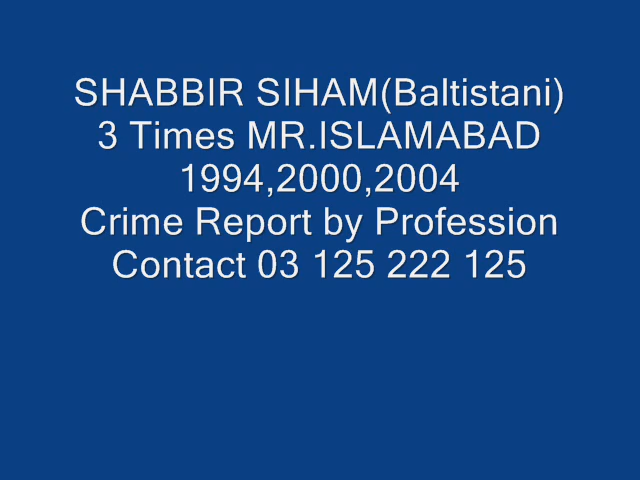 SHABBIR SIHAM(Baltistani)
3 Times MR.ISLAMABAD
1994,2000,2004
Crime Report by Profession
Contact 03 125 222 125